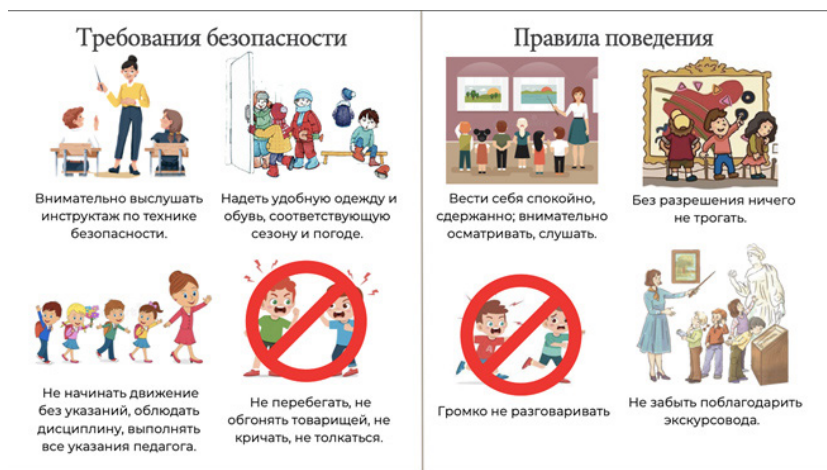 Требования безопасности
Внимательно выслушать
инструктаж по технике
безопасности.
Надеть удобную одежду и
обувь, соответствующую
сезону и погоде.
Не начинать движение
без указаний, облюдать
дисциплину, выполнять
все указания педагога.
Не перебегать, не
обгонять товарищей, не
кричать, не толкаться.
Правила поведения
Вести себя спокойно,
сдержанно; внимательно
осматривать, слушать.
Без разрешения ничего
не трогать.
Громко не разговаривать
Не забыть поблагодарить
экскурсовода.